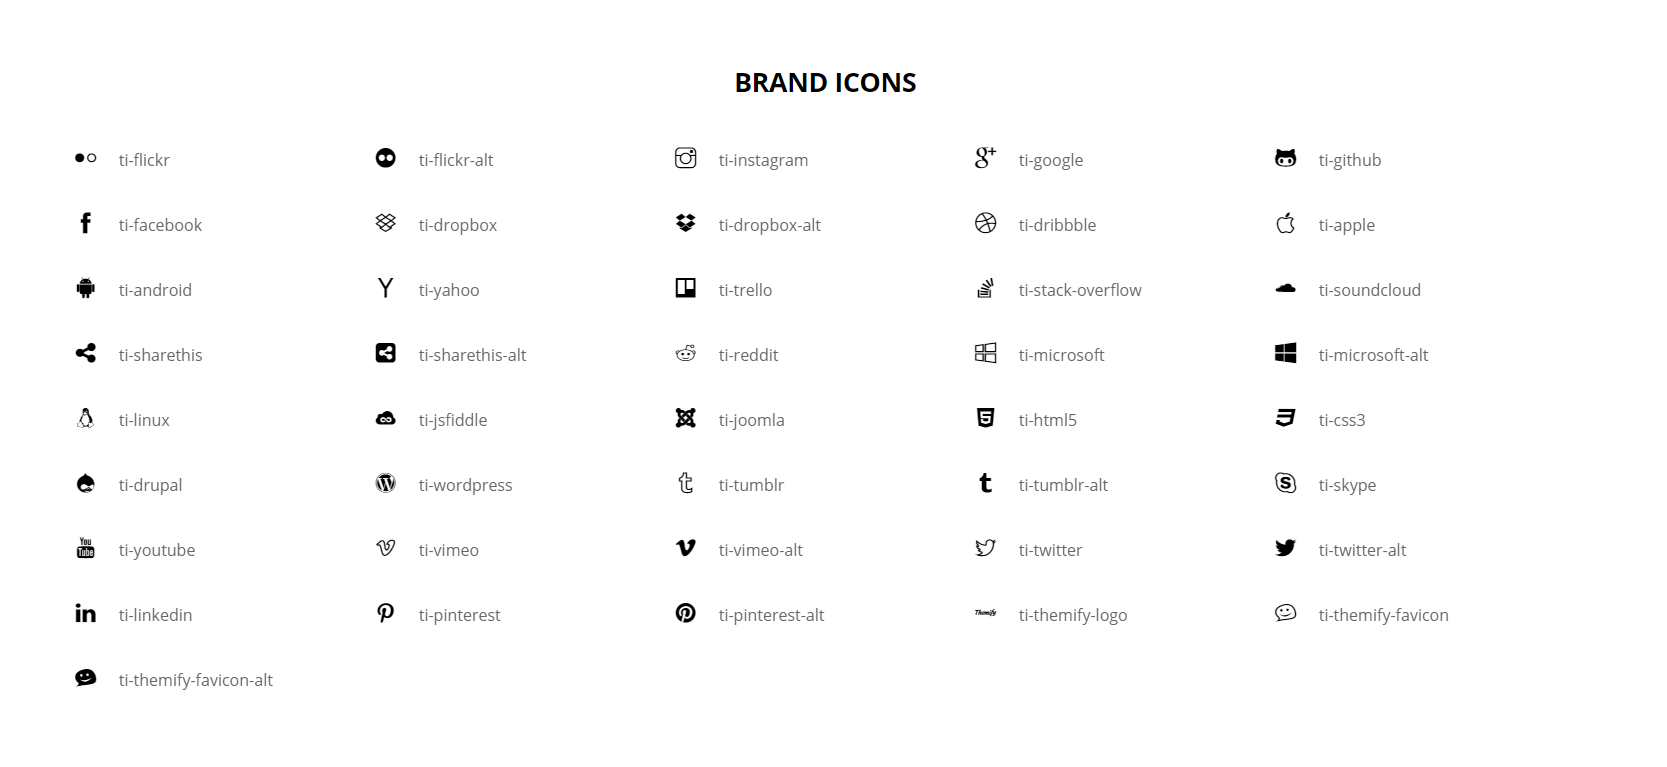 BRAND ICONS
ti-flickr ti-flickr-alt ti-instagram ti-google ti-github
ti-facebook ti-dropbox ti-dropbox-alt ti-dribbble ti-apple
ti-android ti-yahoo ti-trello ti-stack-overflow ti-soundcloud
ti-sharethis ti-sharethis-alt ti-reddit ti-microsoft ti-microsoft-alt
ti-linux ti-jsfiddle ti-joomla ti-html5 ti-css3
ti-drupal ti-wordpress ti-tumblr ti-tumblr-alt ti-skype
You Tube ti-youtube ti-vimeo ti-vimeo-alt ti-twitter ti-twitter-alt
in ti-linkedin ti-pinterest ti-pinterest-alt Themify ti-themify-logo ti-themify-favicon
ti-themify-favicon-alt